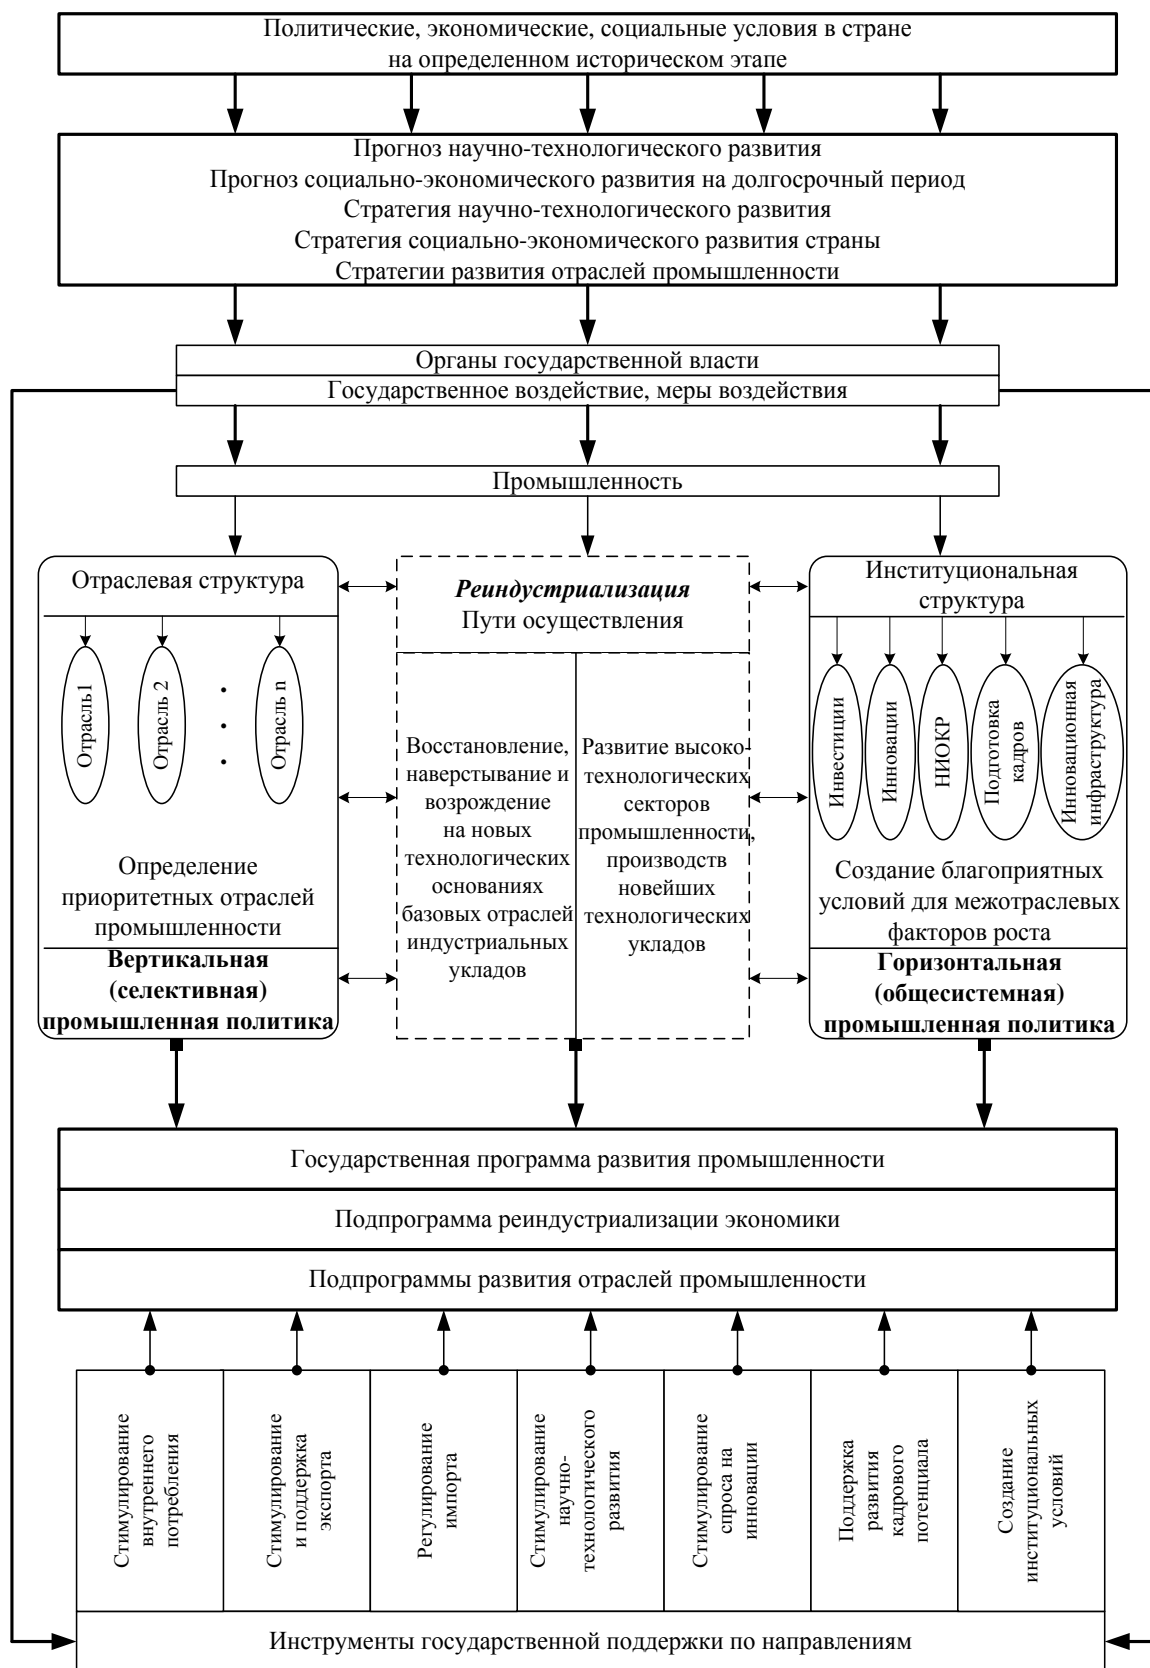 Политические, экономические, социальные условия в стране
на определенном историческом этапе
Прогноз научно-технологического развития
Прогноз социально-экономического развития на долгосрочный период
Стратегия научно-технологического развития
Стратегия социально-экономического развития страны
Стратегии развития отраслей промышленности
Органы государственной власти
Государственное воздействие, меры воздействия
Промышленность
Отраслевая структура
Отрасль1
Отрасль 2
Отрасль n
Определение
приоритетных отраслей
промышленности
Вертикальная
(селективная)
промышленная политика
Реиндустриализация
Пути осуществления
Восстановление,
наверстывание и
возрождение
на новых
технологических
основаниях
базовых отраслей
индустриальных
укладов
Развитие высоко-
технологических
секторов
промышленности,
производств
новейших
технологических
укладов
Институциональная
структура
Инвестиции
Инновации
НИОКР
Подготовка
кадров
Инновационная
инфраструктура
Создание благоприятных
условий для межотраслевых
факторов роста
Горизонтальная
(общесистемная)
промышленная политика
Государственная программа развития промышленности
Подпрограмма реиндустриализации экономики
Подпрограммы развития отраслей промышленности
Стимулирование
внутреннего
потребления
Стимулирование
и поддержка
экспорта
Регулирование
импорта
Стимулирование
научно-
технологического
развития
Стимулирование
спроса на
инновации
Поддержка
развития
кадрового
потенциала
Создание
институциональных
условий
Инструменты государственной поддержки по направлениям